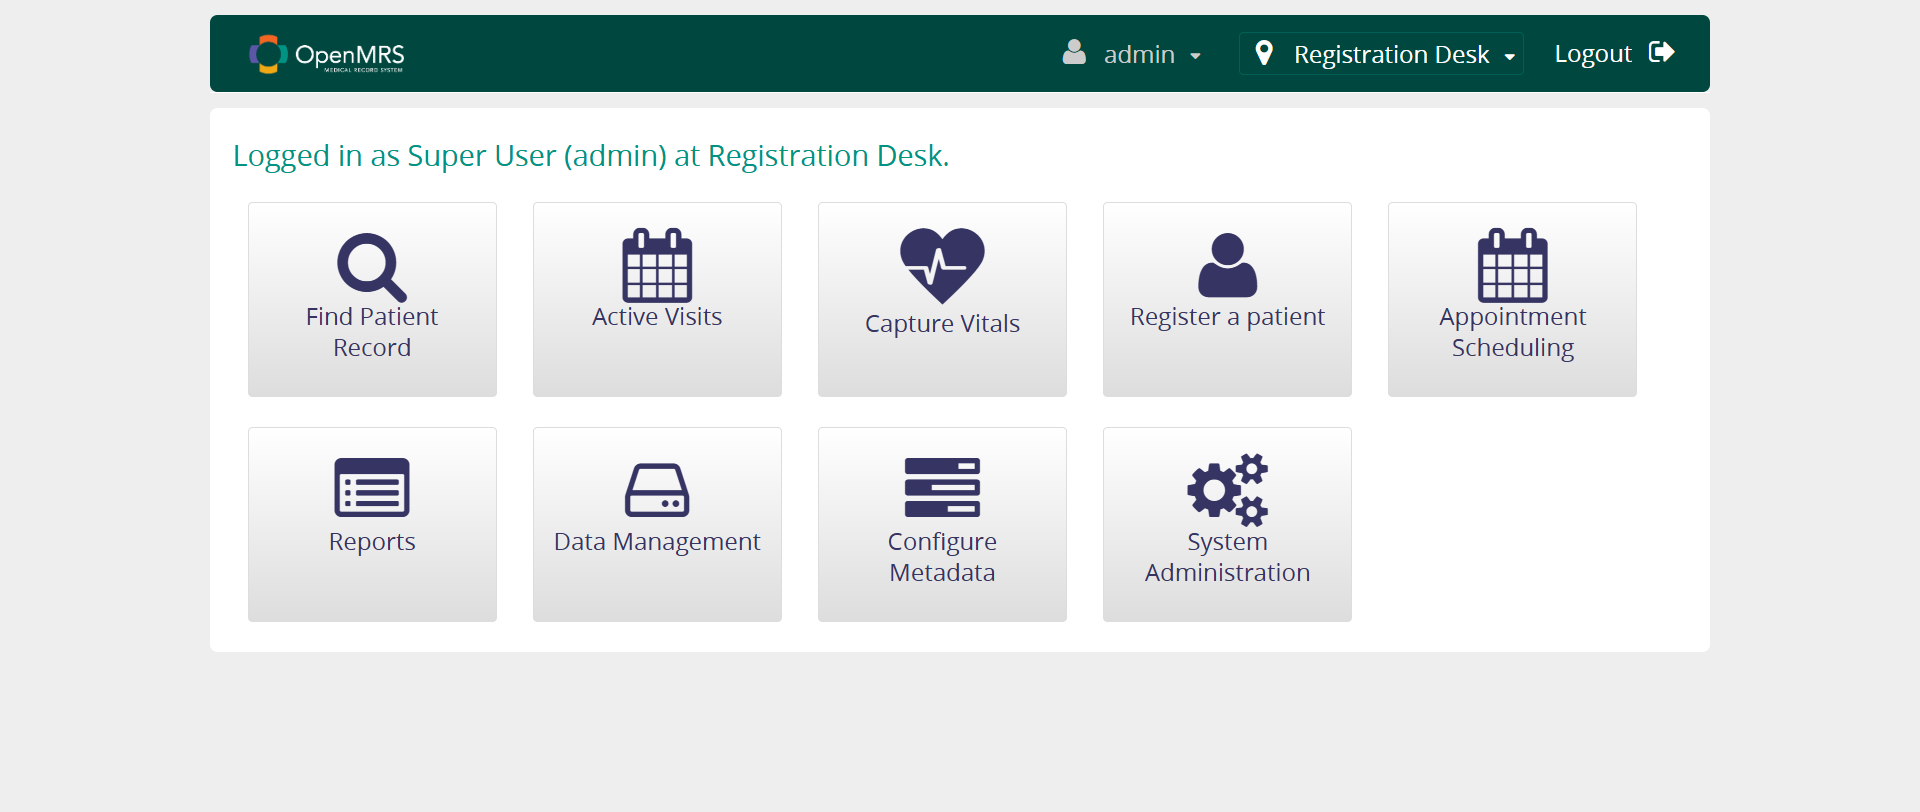 OpenMRS
MEDICAL RECORD SYSTEM
admin
Registration Desk
Logout
Logged in as Super User (admin) at Registration Desk.
Find Patient
Record
Active Visits
Capture Vitals
Register a patient
Appointment
Scheduling
Reports
Data Management
Configure
Metadata
System
Administration